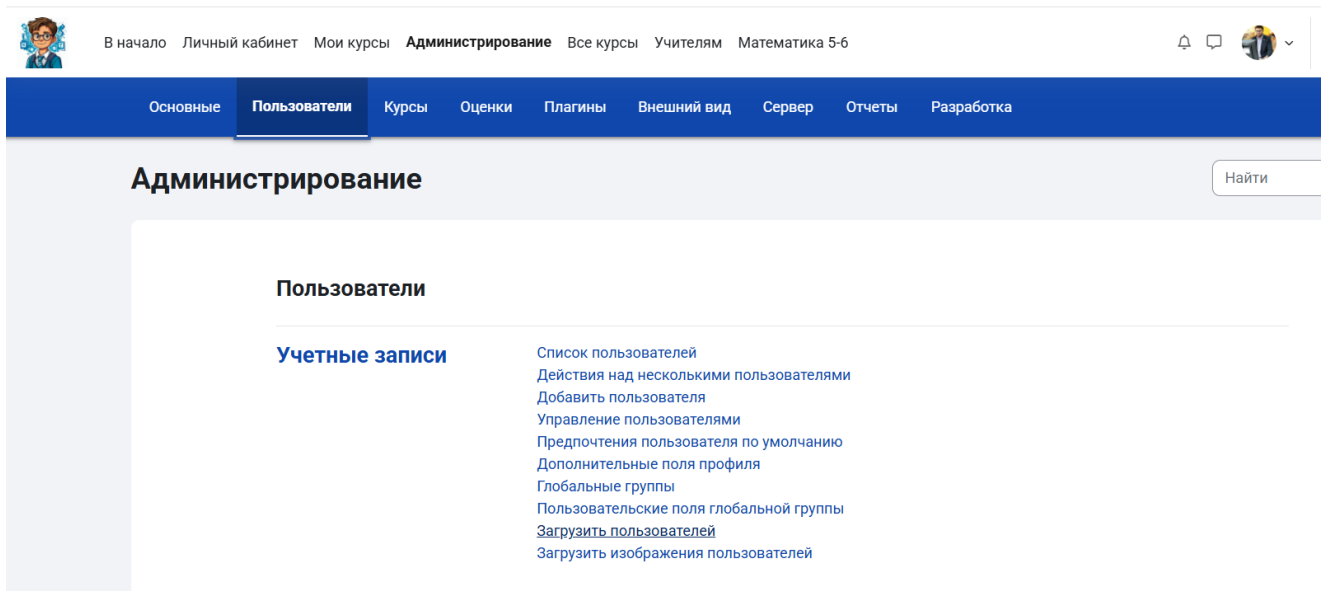 В начало Личный кабинет Мои курсы Администрирование Все курсы Учителям Математика 5-6
Основные Пользователи Курсы Оценки Плагины Внешний вид Сервер Отчеты Разработка
Администрирование
Найти
Пользователи
Учетные записи
Список пользователей
Действия над несколькими пользователями
Добавить пользователя
Управление пользователями
Предпочтения пользователя по умолчанию
Дополнительные поля профиля
Глобальные группы
Пользовательские поля глобальной группы
Загрузить пользователей
Загрузить изображения пользователей